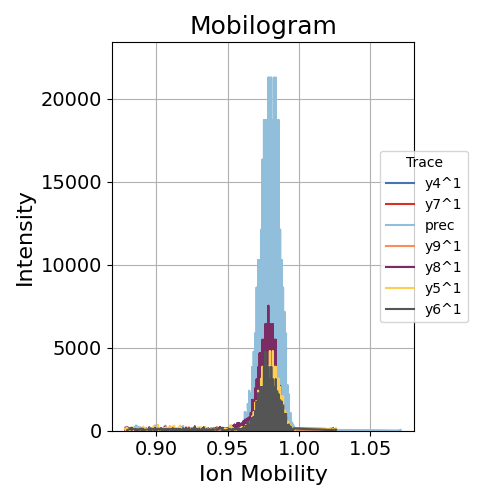 Mobilogram
20000
15000
10000
5000
0
Intensity
0.90
0.95
1.00
1.05
Ion Mobility
Trace
y4^1
y7^1
prec
y9^1
y8^1
y5^1
y6^1